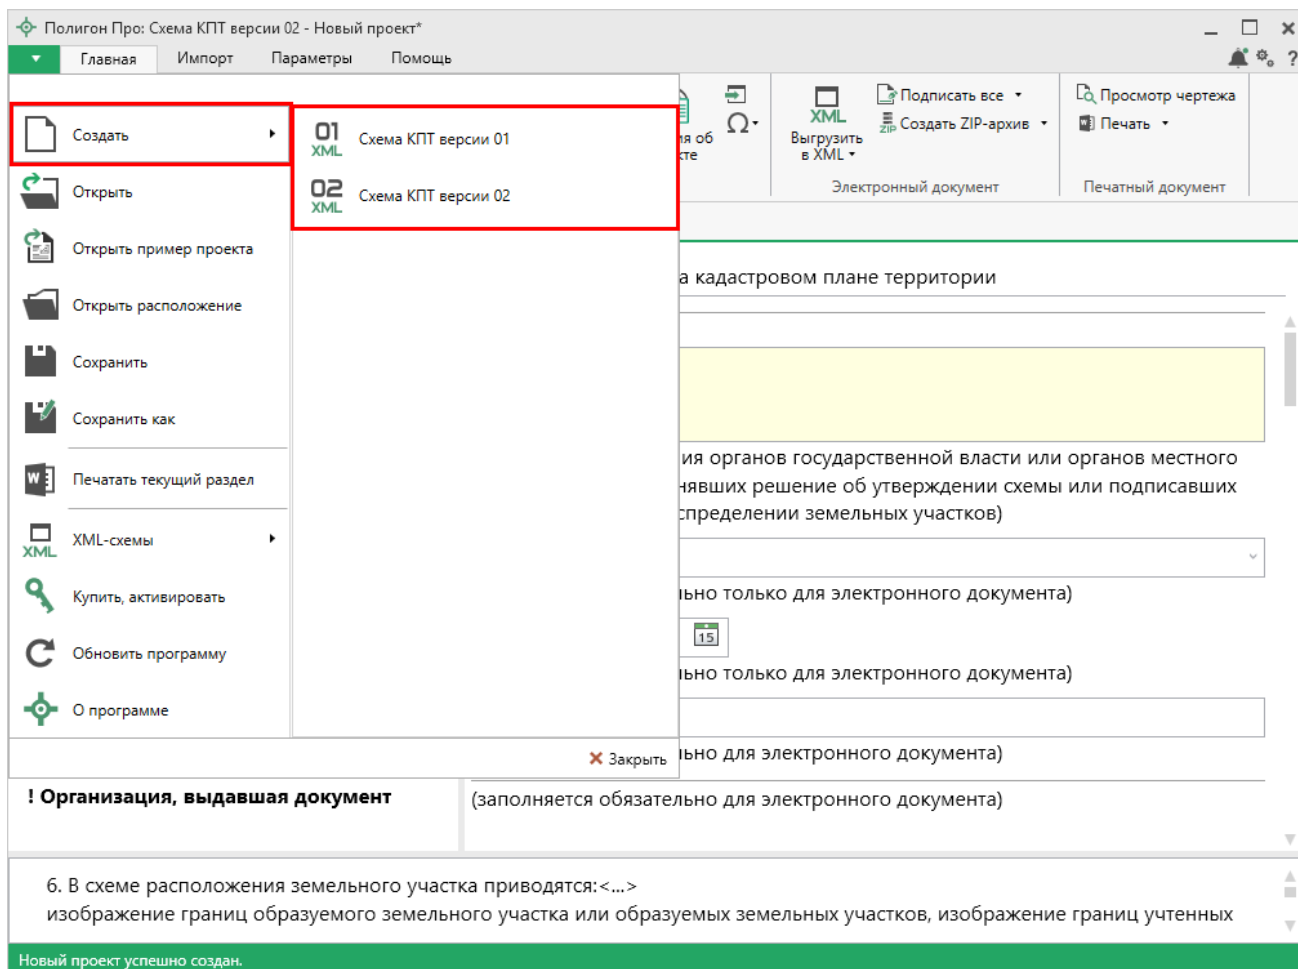 Полигон Про: Схема КПТ версии 02 - Новый проект*
Главная Импорт Параметры Помощь
?
Создать
Открыть
Открыть пример проекта
Открыть расположение
Сохранить
Сохранить как
Печатать текущий раздел
XML
XML-схемы
Купить, активировать
Обновить программу
О программе
01 XML Схема КПТ версии 01
02 XML Схема КПТ версии 02
Закрыть
Ω
XML
Выгрузить
в XML
Подписать все
ZIP Создать ZIP-архив
Электронный документ
Просмотр чертежа
Печать
Печатный документ
а кадастровом плане территории
ия органов государственной власти или органов местного
нявших решение об утверждении схемы или подписавших
спределении земельных участков)
ьно только для электронного документа)
15
ьно только для электронного документа)
ьно для электронного документа)
! Организация, выдавшая документ
(заполняется обязательно для электронного документа)
6. В схеме расположения земельного участка приводятся:<...>
изображение границ образуемого земельного участка или образуемых земельных участков, изображение границ учтенных
Новый проект успешно создан.